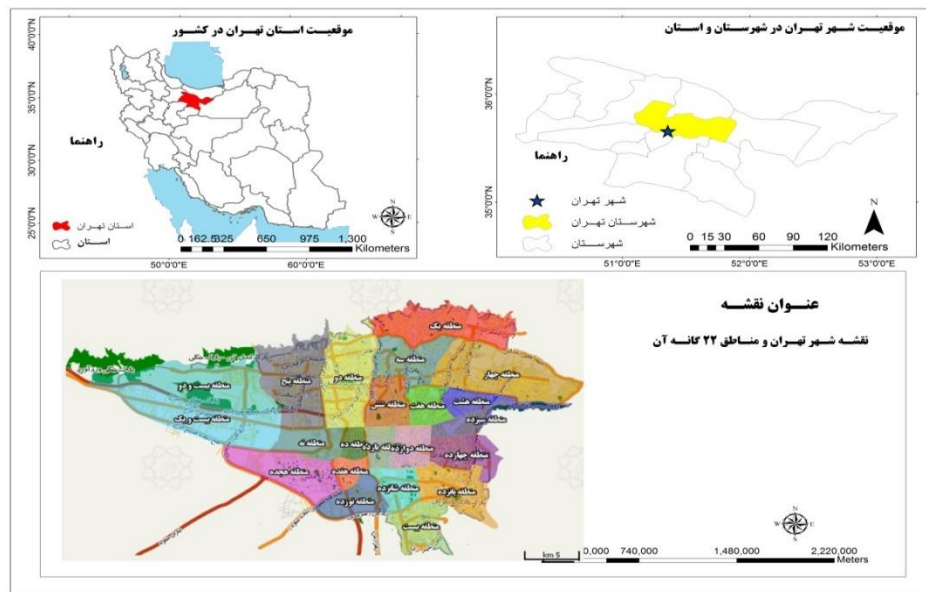 موقعیت استان تهران در کشور
40°0'0"N
35°0'0"N
30°0'0"N
25°0'0"N
راهنما
استان تهران
استان
N
W
E
S
0 162.5 325 650 975 1,300
Kilometers
50°0'0"E
60°0'0"E
موقعیت شهر تهران در شهرستان و استان
36°0'0"N
35°0'0"N
راهنما
شهر تهران
شهرستان تهران
شهرستان
N
0 15 30 60 90 120
Kilometers
51°0'0"E
52°0'0"E
53°0'0"E
عنوان نقشه
نقشه شهر تهران و مناطق ۲۲ گانه آن
منطقه یک
منطقه سه
منطقه چهار
منطقه دو
منطقه پنج
منطقه بیست و دو
منطقه بیست و یک
منطقه شش
منطقه هفت
منطقه هشت
منطقه سیزده
منطقه نه
منطقه دوازده
منطقه چهارده
منطقه هجده
منطقه هفده
منطقه شانزده
منطقه پانزده
منطقه نوزده
منطقه بیست
N
W
E
S
km 5
0,000 740,000 1,480,000 2,220,000
Meters